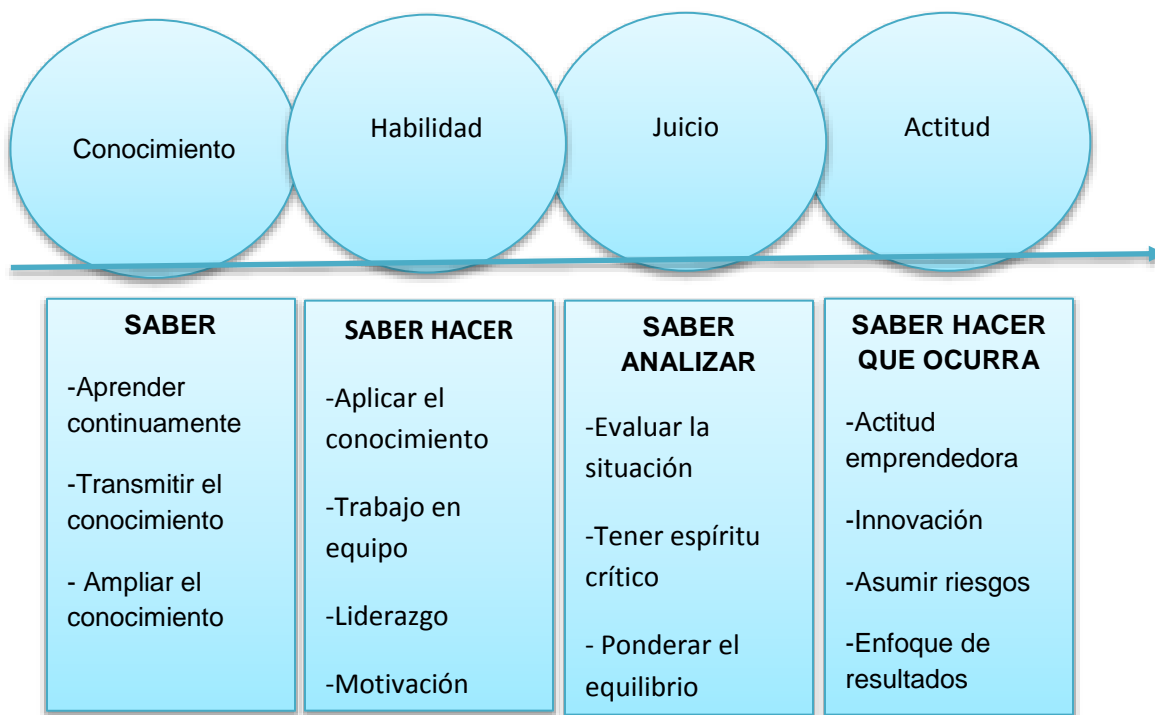 Conocimiento
Habilidad
Juicio
Actitud
SABER
-Aprender
continuamente
-Transmitir el
conocimiento
- Ampliar el
conocimiento
SABER HACER
-Aplicar el
conocimiento
-Trabajo en
equipo
-Liderazgo
-Motivación
SABER
ANALIZAR
-Evaluar la
situación
-Tener espíritu
crítico
- Ponderar el
equilibrio
SABER HACER
QUE OCURRA
-Actitud
emprendedora
-Innovación
-Asumir riesgos
-Enfoque de
resultados